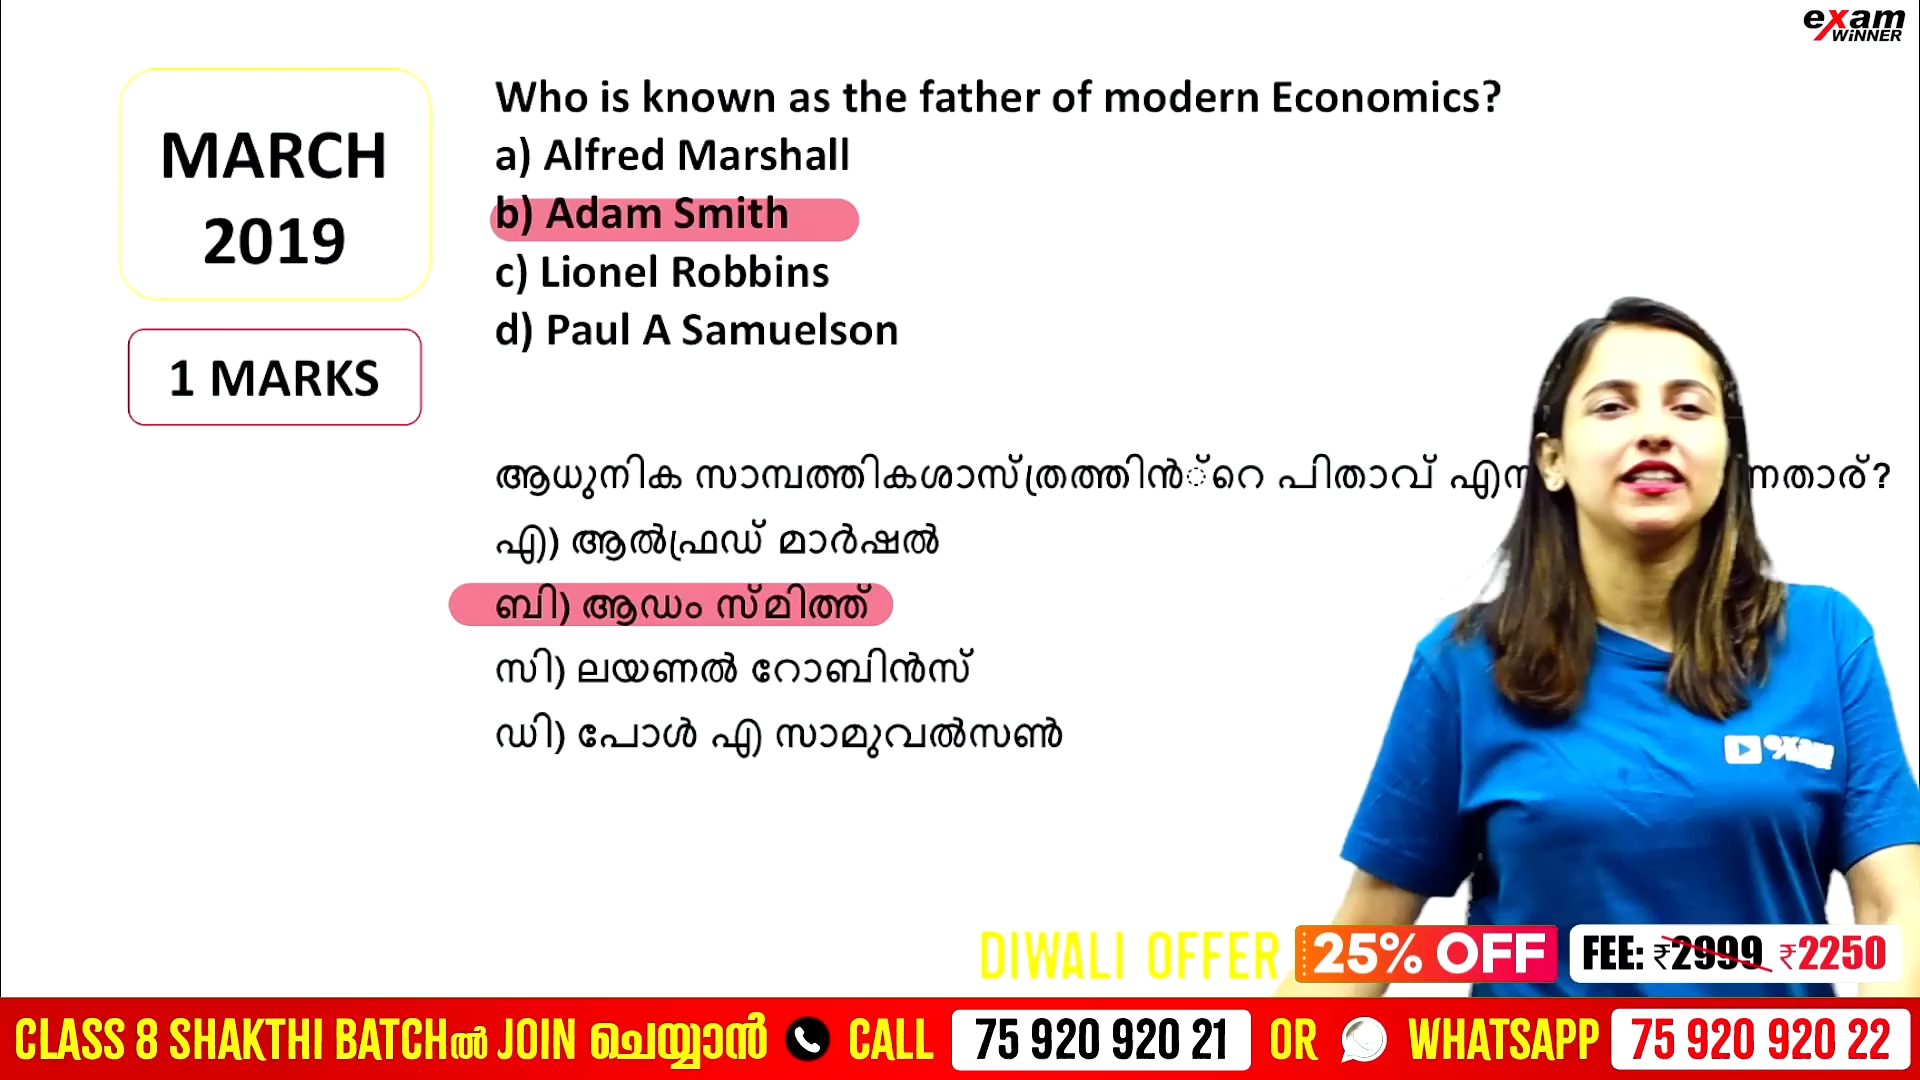 exam
WiNNER
MARCH
2019
1 MARKS
Who is known as the father of modern Economics?
a) Alfred Marshall
b) Adam Smith
c) Lionel Robbins
d) Paul A Samuelson
ആധുനിക സാമ്പത്തികശാസ്ത്രത്തിൻ്റെ പിതാവ്
എ) ആൽഫ്രഡ് മാർഷൽ
ബി) ആഡം സ്മിത്ത്
സി) ലയണൽ റോബിൻസ്
ഡി) പോൾ എ സാമുവൽസൺ
exam
DIWALI OFFER 25% OFF FEE: ₹2999 ₹2250
CLASS 8 SHAKTHI BATCHൽ JOIN ചെയ്യാൻ CALL 75 920 920 21 OR WHATSAPP 75 920 920 22